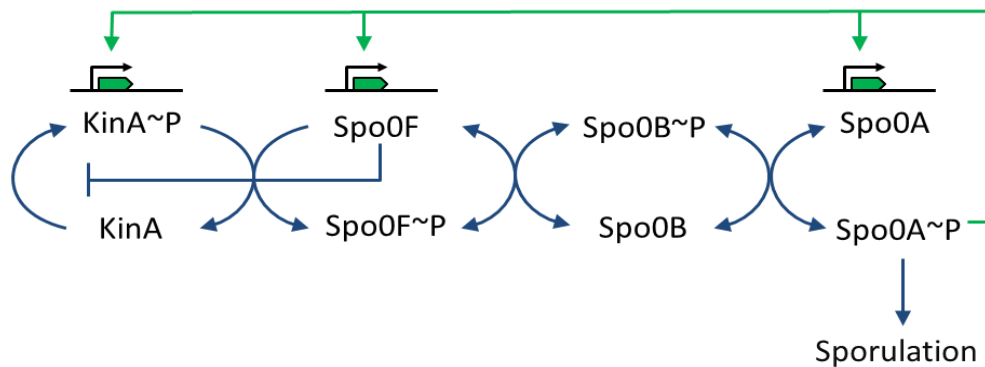 KinA~P
Spo0F
Spo0B~P
Spo0A
KinA
Spo0F~P
Spo0B
Spo0A~P
Sporulation